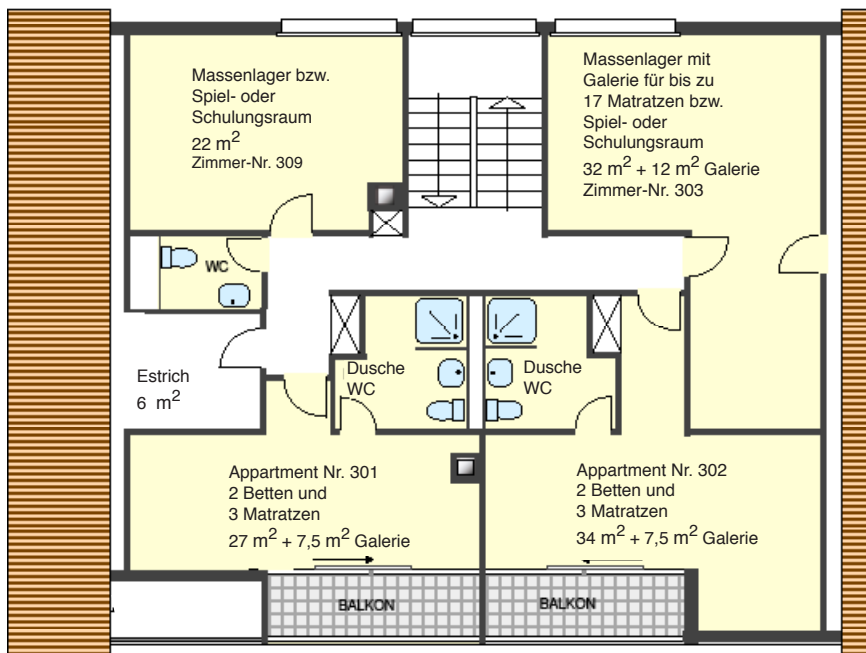 Massenlager bzw.
Spiel- oder
Schulungsraum
22 m²
Zimmer-Nr. 309
Massenlager mit
Galerie für bis zu
17 Matratzen bzw.
Spiel- oder
Schulungsraum
32 m² + 12 m² Galerie
Zimmer-Nr. 303
WC
Estrich
6 m²
Dusche
WC
Dusche
WC
Appartment Nr. 301
2 Betten und
3 Matratzen
27 m² + 7,5 m² Galerie
Appartment Nr. 302
2 Betten und
3 Matratzen
34 m² + 7,5 m² Galerie
BALKON
BALKON